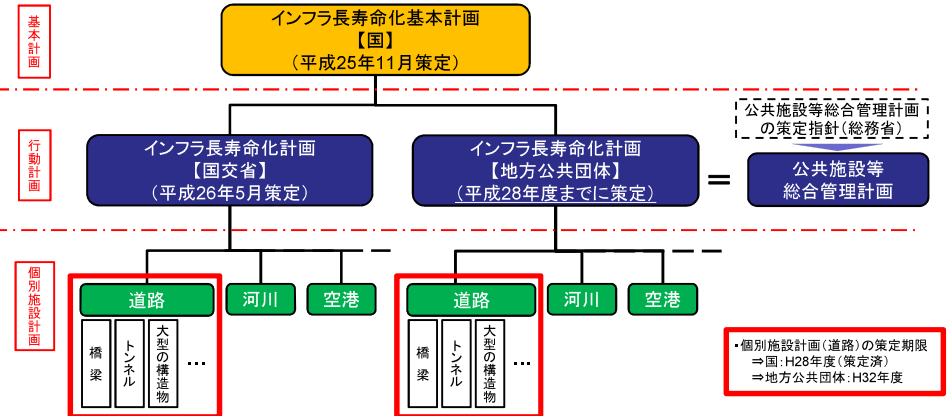 基本計画
インフラ長寿命化基本計画
【国】
（平成25年11月策定）
公共施設等総合管理計画
の策定指針（総務省）
行動計画
インフラ長寿命化計画
【国交省】
（平成26年5月策定）
インフラ長寿命化計画
【地方公共団体】
（平成28年度までに策定）
＝
公共施設等
総合管理計画
個別施設計画
道路
河川
空港
道路
河川
空港
橋梁
トンネル
大型の構造物
…
橋梁
トンネル
大型の構造物
…
・個別施設計画（道路）の策定期限
⇒国：H28年度（策定済）
⇒地方公共団体：H32年度